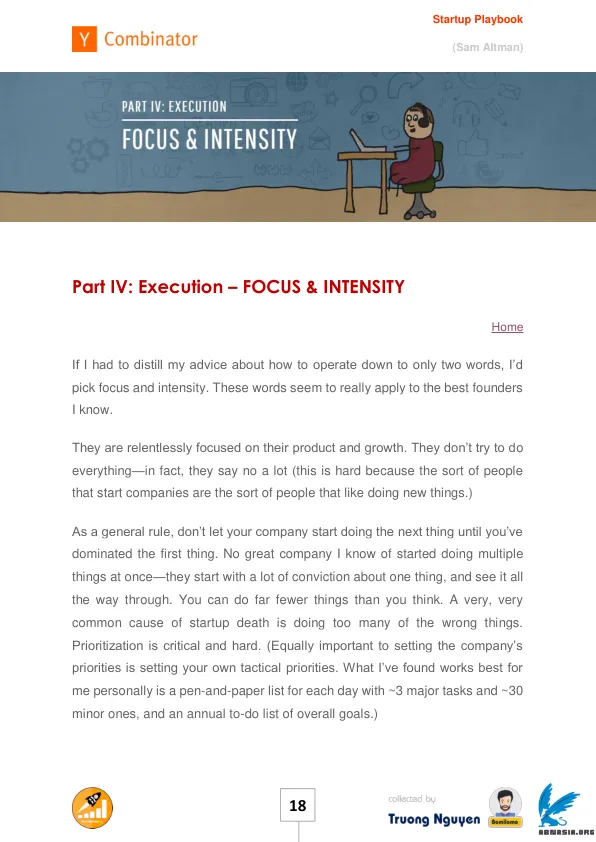 Startup Playbook
Y Combinator
(Sam Altman)
PART IV: EXECUTION
FOCUS & INTENSITY
Part IV: Execution – FOCUS & INTENSITY
Home
If I had to distill my advice about how to operate down to only two words, I’d
pick focus and intensity. These words seem to really apply to the best founders
I know.
They are relentlessly focused on their product and growth. They don’t try to do
everything—in fact, they say no a lot (this is hard because the sort of people
that start companies are the sort of people that like doing new things.)
As a general rule, don’t let your company start doing the next thing until you’ve
dominated the first thing. No great company I know of started doing multiple
things at once—they start with a lot of conviction about one thing, and see it all
the way through. You can do far fewer things than you think. A very, very
common cause of startup death is doing too many of the wrong things.
Prioritization is critical and hard. (Equally important to setting the company’s
priorities is setting your own tactical priorities. What I’ve found works best for
me personally is a pen-and-paper list for each day with ~3 major tasks and ~30
minor ones, and an annual to-do list of overall goals.)
18
collected by
Truong Nguyen
Somilama
ABNASIA.ORG